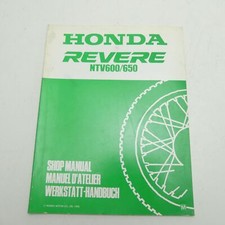 HONDA
REVERE
NTV600/650
SHOP MANUAL
MANUEL D'ATELIER
WERKSTATT-HANDBUCH